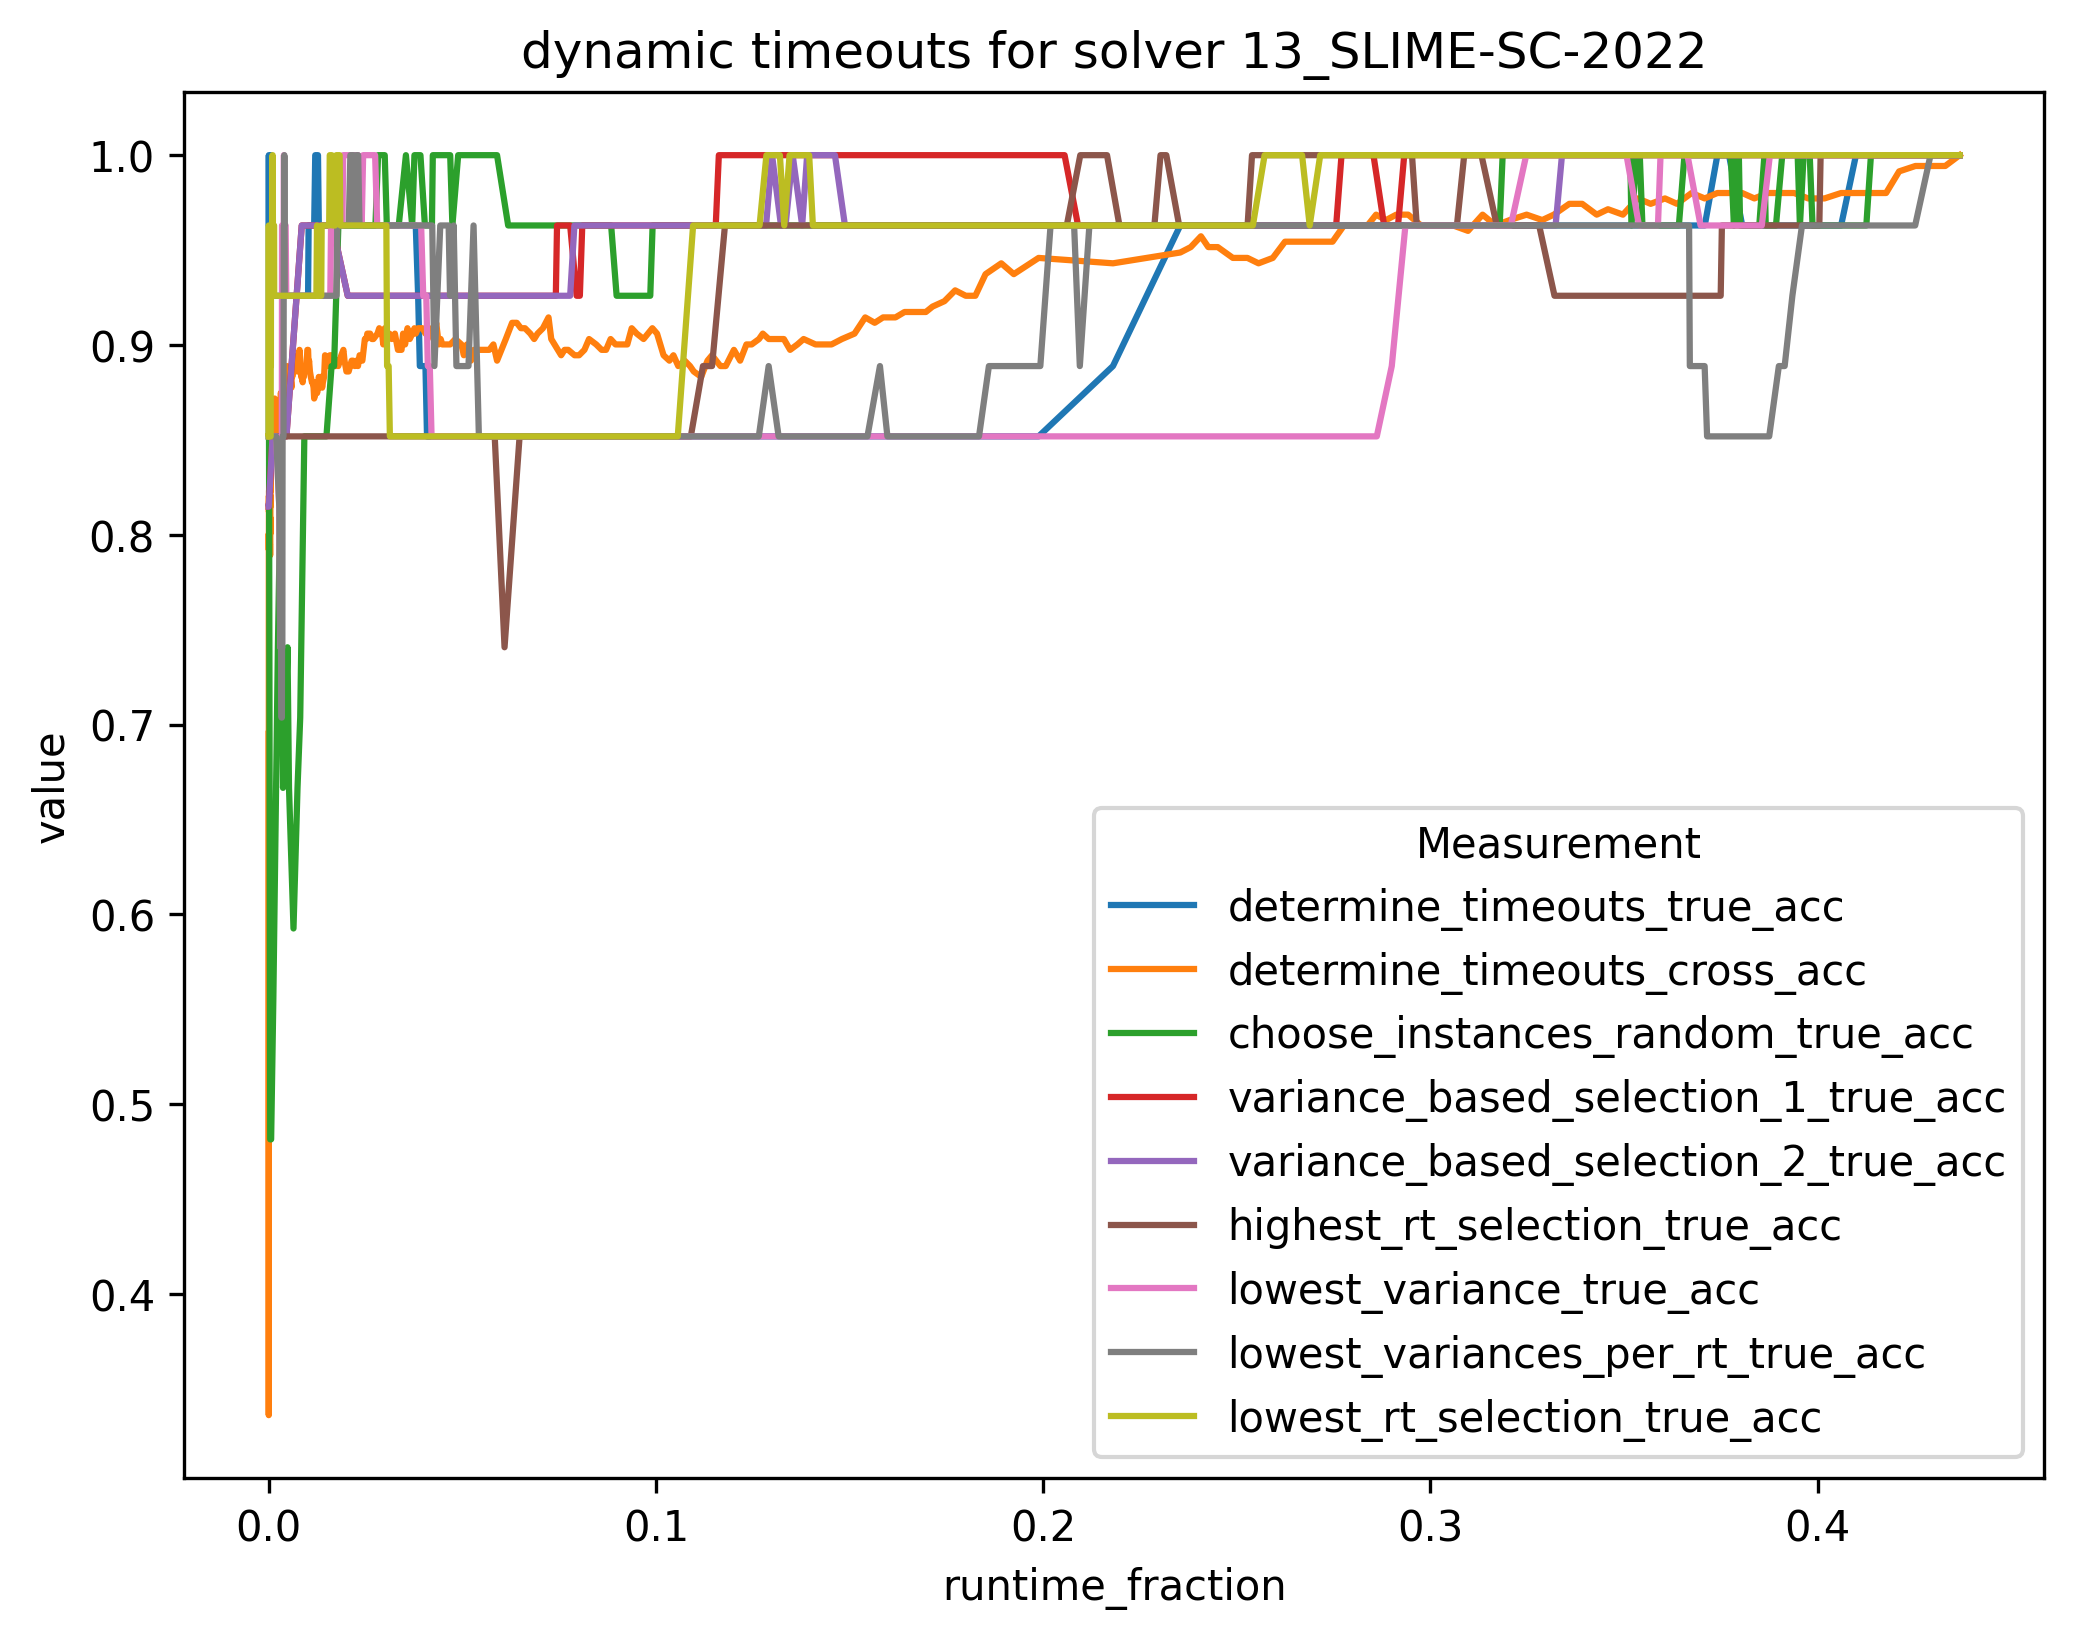 dynamic timeouts for solver 13_SLIME-SC-2022
1.0
0.9
0.8
0.7
0.6
0.5
0.4
value
Measurement
determine_timeouts_true_acc
determine_timeouts_cross_acc
choose_instances_random_true_acc
variance_based_selection_1_true_acc
variance_based_selection_2_true_acc
highest_rt_selection_true_acc
lowest_variance_true_acc
lowest_variances_per_rt_true_acc
lowest_rt_selection_true_acc
0.0 0.1 0.2 0.3 0.4
runtime_fraction